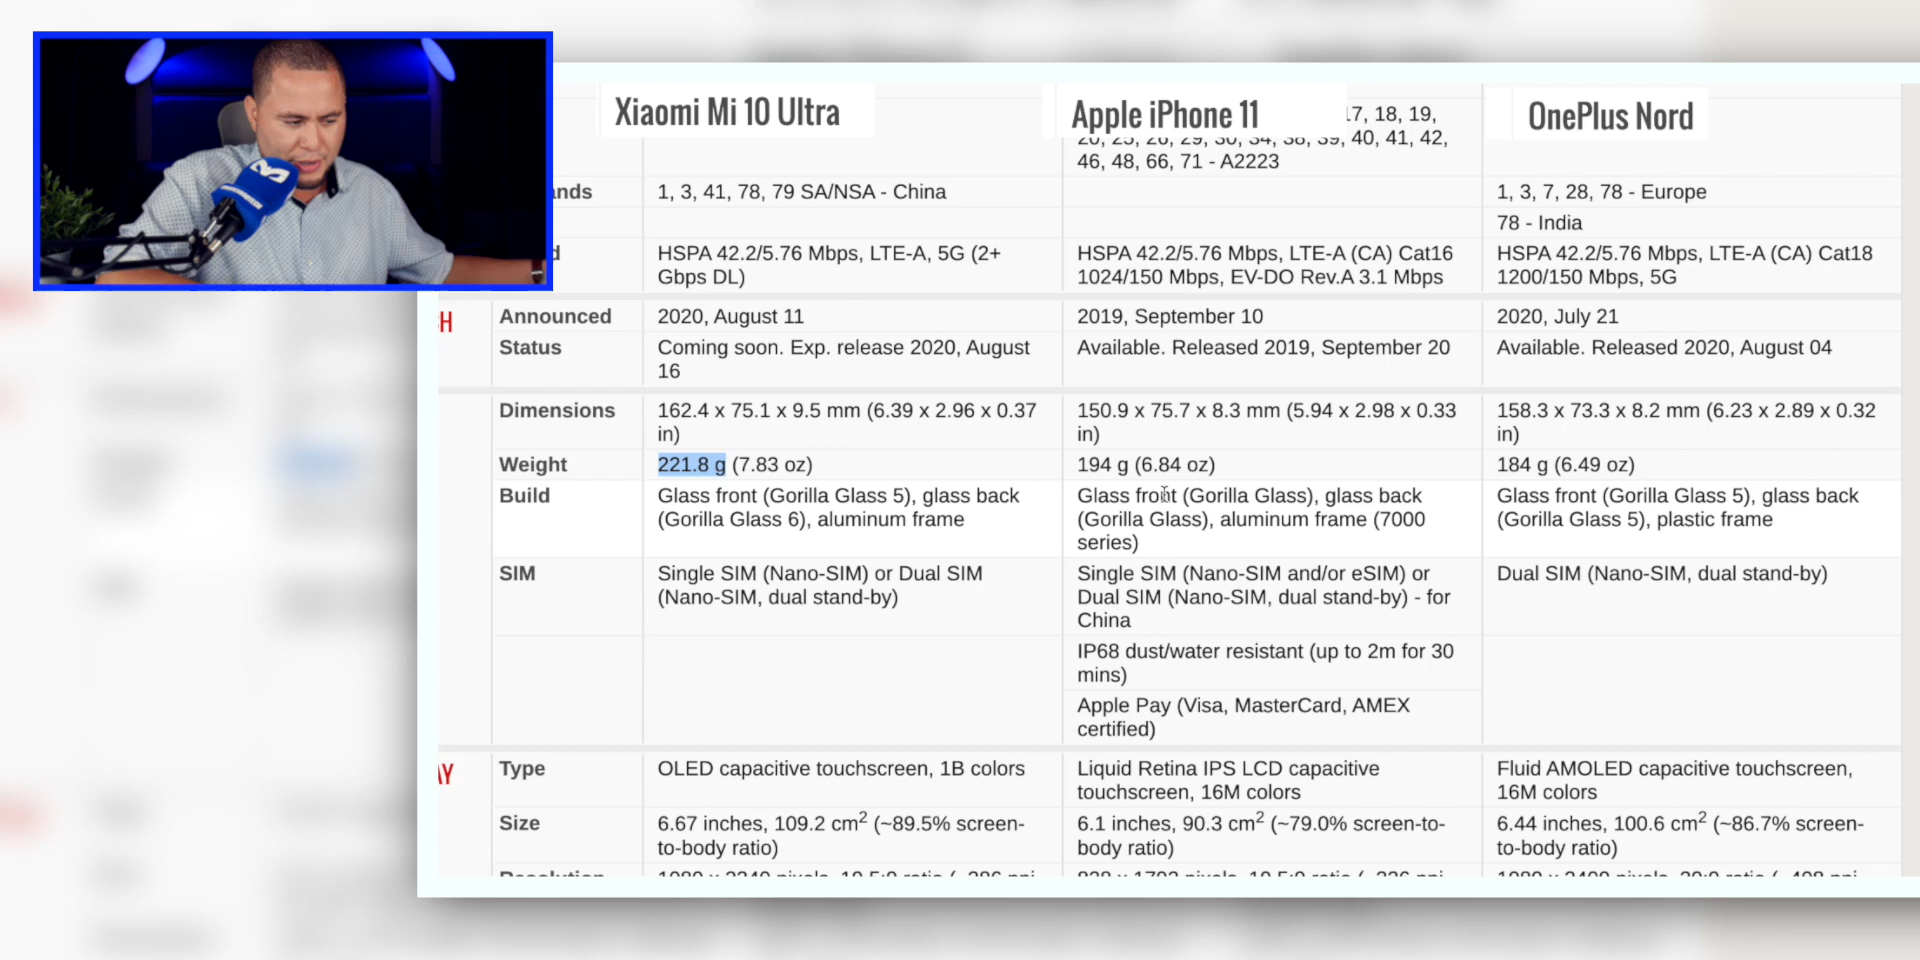 Xiaomi Mi 10 Ultra
Apple iPhone 11
OnePlus Nord
17, 18, 19,
20, 25, 26, 29, 30, 34, 38, 39, 40, 41, 42,
46, 48, 66, 71 - A2223
ands
1, 3, 41, 78, 79 SA/NSA - China
1, 3, 7, 28, 78 - Europe
78 - India
d
HSPA 42.2/5.76 Mbps, LTE-A, 5G (2+
Gbps DL)
HSPA 42.2/5.76 Mbps, LTE-A (CA) Cat16
1024/150 Mbps, EV-DO Rev.A 3.1 Mbps
HSPA 42.2/5.76 Mbps, LTE-A (CA) Cat18
1200/150 Mbps, 5G
CH
Announced
2020, August 11
2019, September 10
2020, July 21
Status
Coming soon. Exp. release 2020, August
16
Available. Released 2019, September 20
Available. Released 2020, August 04
Dimensions
162.4 x 75.1 x 9.5 mm (6.39 x 2.96 x 0.37
in)
150.9 x 75.7 x 8.3 mm (5.94 x 2.98 x 0.33
in)
158.3 x 73.3 x 8.2 mm (6.23 x 2.89 x 0.32
in)
Weight
221.8 g (7.83 oz)
194 g (6.84 oz)
184 g (6.49 oz)
Build
Glass front (Gorilla Glass 5), glass back
(Gorilla Glass 6), aluminum frame
Glass front (Gorilla Glass), glass back
(Gorilla Glass), aluminum frame (7000
series)
Glass front (Gorilla Glass 5), glass back
(Gorilla Glass 5), plastic frame
SIM
Single SIM (Nano-SIM) or Dual SIM
(Nano-SIM, dual stand-by)
Single SIM (Nano-SIM and/or eSIM) or
Dual SIM (Nano-SIM, dual stand-by) - for
China
Dual SIM (Nano-SIM, dual stand-by)
IP68 dust/water resistant (up to 2m for 30
mins)
Apple Pay (Visa, MasterCard, AMEX
certified)
AY
Type
OLED capacitive touchscreen, 1B colors
Liquid Retina IPS LCD capacitive
touchscreen, 16M colors
Fluid AMOLED capacitive touchscreen,
16M colors
Size
6.67 inches, 109.2 cm2 (~89.5% screen-
to-body ratio)
6.1 inches, 90.3 cm2 (~79.0% screen-to-
body ratio)
6.44 inches, 100.6 cm2 (~86.7% screen-
to-body ratio)
Resolution